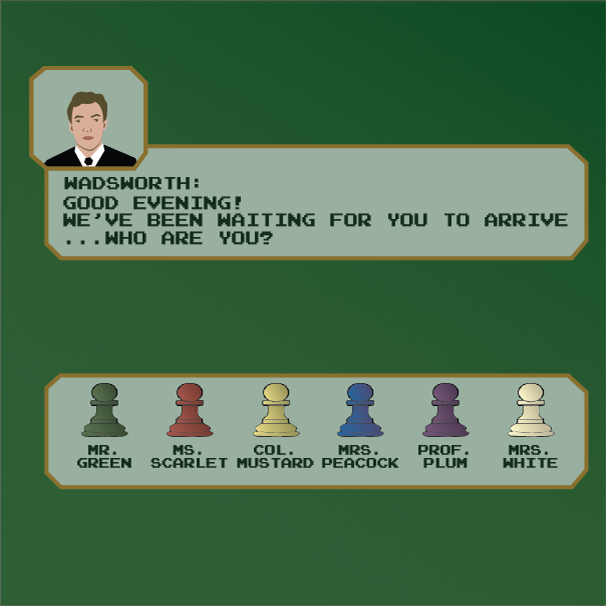 WADSWORTH:
GOOD EVENING!
WE'VE BEEN WAITING FOR YOU TO ARRIVE
...WHO ARE YOU?
MR.
GREEN
MS.
SCARLET
COL.
MUSTARD
MRS.
PEACOCK
PROF.
PLUM
MRS.
WHITE